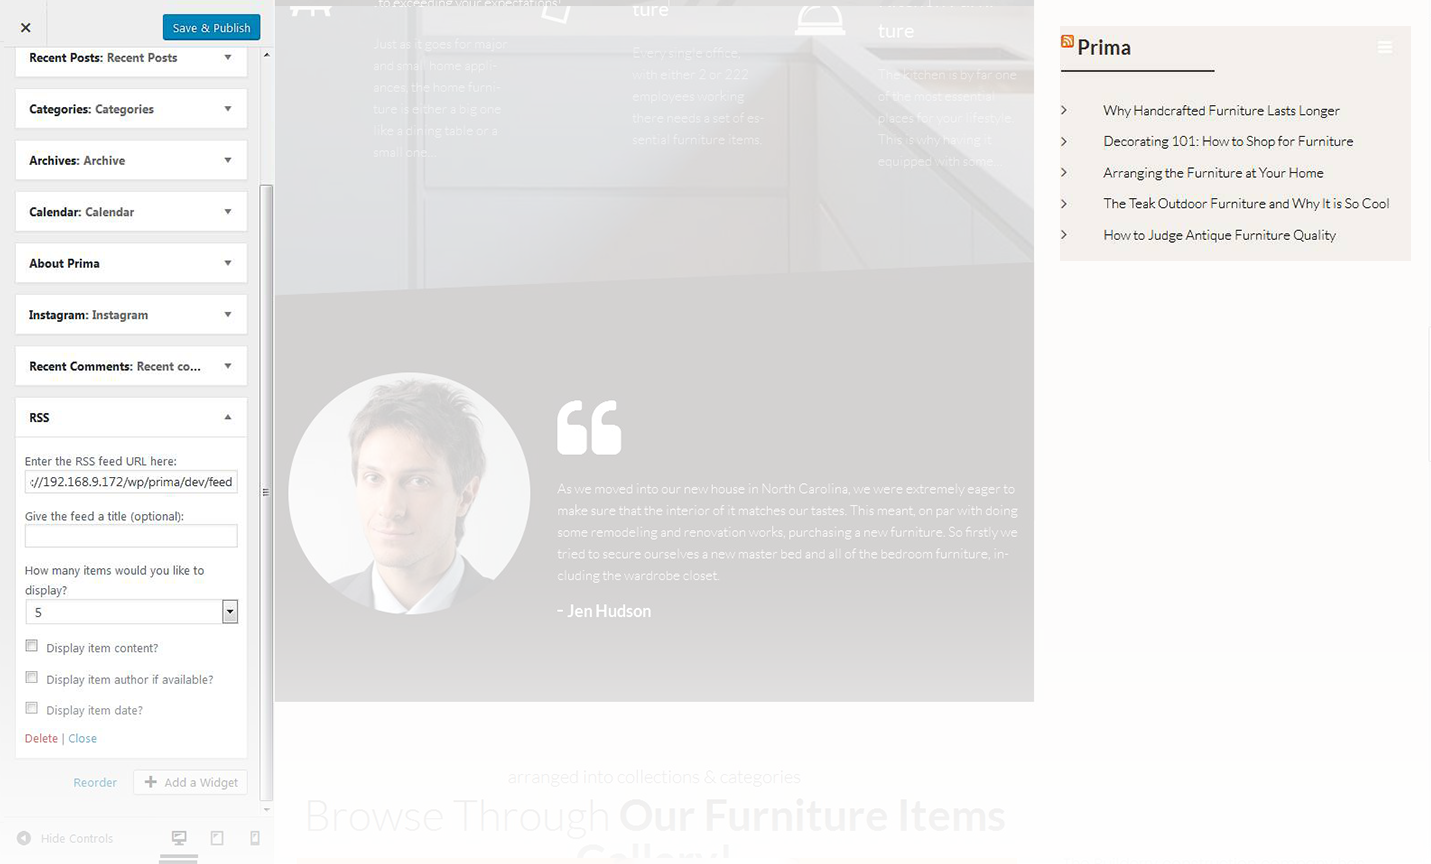 Save & Publish
Recent Posts: Recent Posts
Categories: Categories
Archives: Archive
Calendar: Calendar
About Prima
Instagram: Instagram
Recent Comments: Recent co...
RSS
Enter the RSS feed URL here:
://192.168.9.172/wp/prima/dev/feed
Give the feed a title (optional):
How many items would you like to
display?
5
Display item content?
Display item author if available?
Display item date?
Delete | Close
Reorder
Add a Widget
Hide Controls
to exceeding your expectations!
Just as it goes for major
and small home appli-
ances, the home furni-
ture is either a big one
like a dining table or a
small one...
ture
Every single office,
with either 2 or 222
employees working
there needs a set of es-
sential furniture items.
ture
The kitchen is by far one
of the most essential
places for your lifestyle.
This is why having it
equipped with some...
As we moved into our new house in North Carolina, we were extremely eager to
make sure that the interior of it matches our tastes. This meant, on par with doing
some remodeling and renovation works, purchasing a new furniture. So firstly we
tried to secure ourselves a new master bed and all of the bedroom furniture, in-
cluding the wardrobe closet.
- Jen Hudson
arranged into collections & categories
Browse Through Our Furniture Items
Gallery!
Prima
Why Handcrafted Furniture Lasts Longer
Decorating 101: How to Shop for Furniture
Arranging the Furniture at Your Home
The Teak Outdoor Furniture and Why It is So Cool
How to Judge Antique Furniture Quality